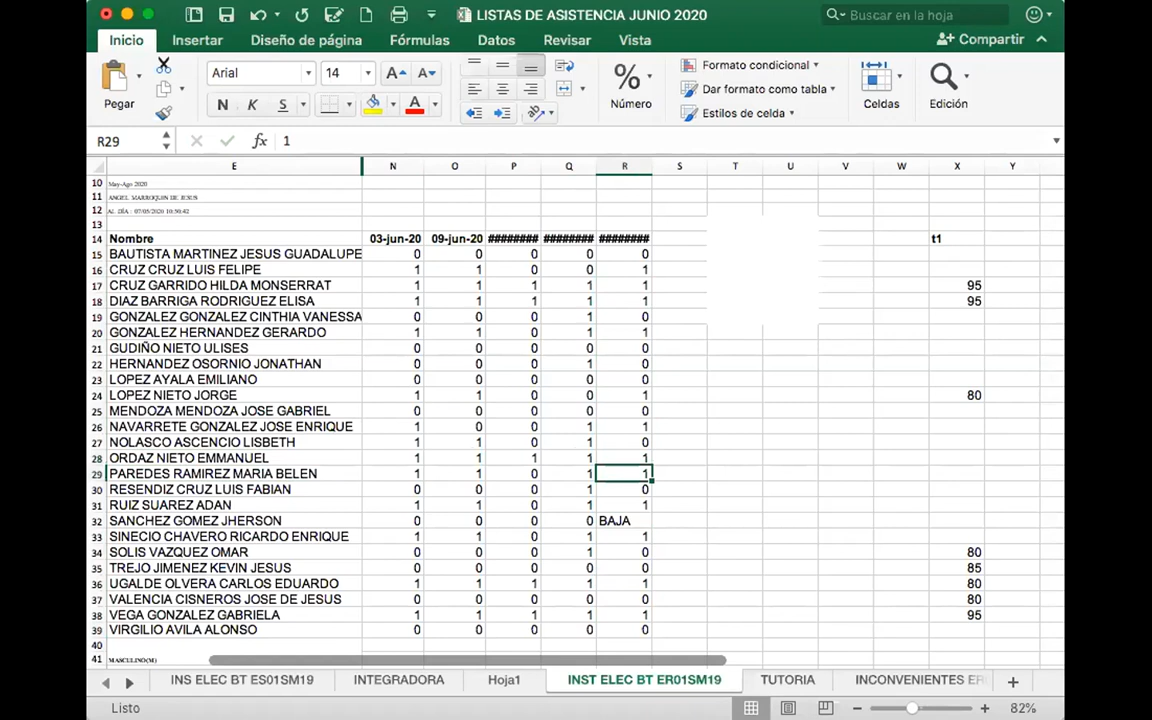 LISTAS DE ASISTENCIA JUNIO 2020
Buscar en la hoja
Inicio Insertar Diseño de página Fórmulas Datos Revisar Vista Compartir
Pegar Arial 14 N K S Número Formato condicional Dar formato como tabla Estilos de celda Celdas Edición
R29 fx 1
E N O P Q R S T U V W X Y
10 May-Ago 2020
11 ANGEL MARROQUIN DE JESUS
12 AL DÍA : 07/05/2020 10:50:42
13
14 Nombre 03-jun-20 09-jun-20 ######## ######## ######## t1
15 BAUTISTA MARTINEZ JESUS GUADALUPE 0 0 0 0 0
16 CRUZ CRUZ LUIS FELIPE 1 1 0 0 1
17 CRUZ GARRIDO HILDA MONSERRAT 1 1 1 1 1 95
18 DIAZ BARRIGA RODRIGUEZ ELISA 1 1 1 1 1 95
19 GONZALEZ GONZALEZ CINTHIA VANESSA 0 0 0 1 0
20 GONZALEZ HERNANDEZ GERARDO 1 1 0 1 1
21 GUDIÑO NIETO ULISES 0 0 0 0 0
22 HERNANDEZ OSORNIO JONATHAN 0 0 0 1 0
23 LOPEZ AYALA EMILIANO 0 0 0 0 0
24 LOPEZ NIETO JORGE 1 1 0 0 1 80
25 MENDOZA MENDOZA JOSE GABRIEL 0 0 0 0 0
26 NAVARRETE GONZALEZ JOSE ENRIQUE 1 0 0 1 1
27 NOLASCO ASCENCIO LISBETH 1 1 0 1 0
28 ORDAZ NIETO EMMANUEL 1 1 1 1 1
29 PAREDES RAMIREZ MARIA BELEN 1 1 0 1 1
30 RESENDIZ CRUZ LUIS FABIAN 0 0 0 1 0
31 RUIZ SUAREZ ADAN 1 1 0 1 1
32 SANCHEZ GOMEZ JHERSON 0 0 0 0 BAJA
33 SINECIO CHAVERO RICARDO ENRIQUE 1 1 0 1 1
34 SOLIS VAZQUEZ OMAR 0 0 0 1 0 80
35 TREJO JIMENEZ KEVIN JESUS 0 0 0 0 0 85
36 UGALDE OLVERA CARLOS EDUARDO 1 1 1 1 1 80
37 VALENCIA CISNEROS JOSE DE JESUS 0 0 0 0 0 80
38 VEGA GONZALEZ GABRIELA 1 1 1 1 1 95
39 VIRGILIO AVILA ALONSO 0 0 0 0 0
40
41 MASCULINO(M)
INS ELEC BT ES01SM19 INTEGRADORA Hoja1 INST ELEC BT ER01SM19 TUTORIA INCONVENIENTES
Listo 82%